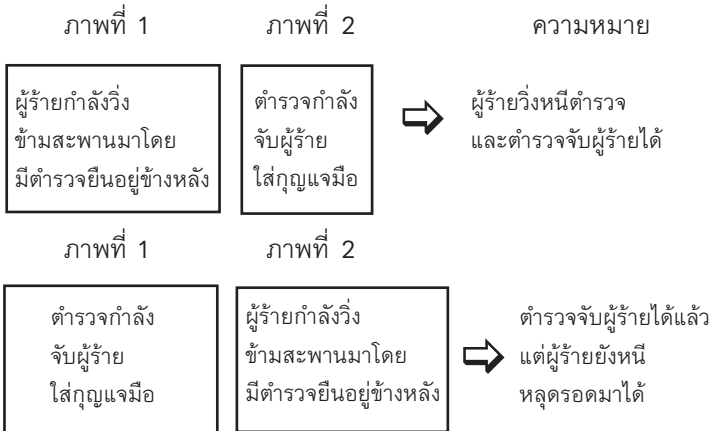 ภาพที่ 1 ภาพที่ 2 ความหมาย
ผู้ร้ายกำลังวิ่ง
ข้ามสะพานมาโดย
มีตำรวจยืนอยู่ข้างหลัง
ตำรวจกำลัง
จับผู้ร้าย
ใส่กุญแจมือ
ผู้ร้ายวิ่งหนีตำรวจ
และตำรวจจับผู้ร้ายได้
ภาพที่ 1 ภาพที่ 2
ตำรวจกำลัง
จับผู้ร้าย
ใส่กุญแจมือ
ผู้ร้ายกำลังวิ่ง
ข้ามสะพานมาโดย
มีตำรวจยืนอยู่ข้างหลัง
ตำรวจจับผู้ร้ายได้แล้ว
แต่ผู้ร้ายยังหนี
หลุดรอดมาได้